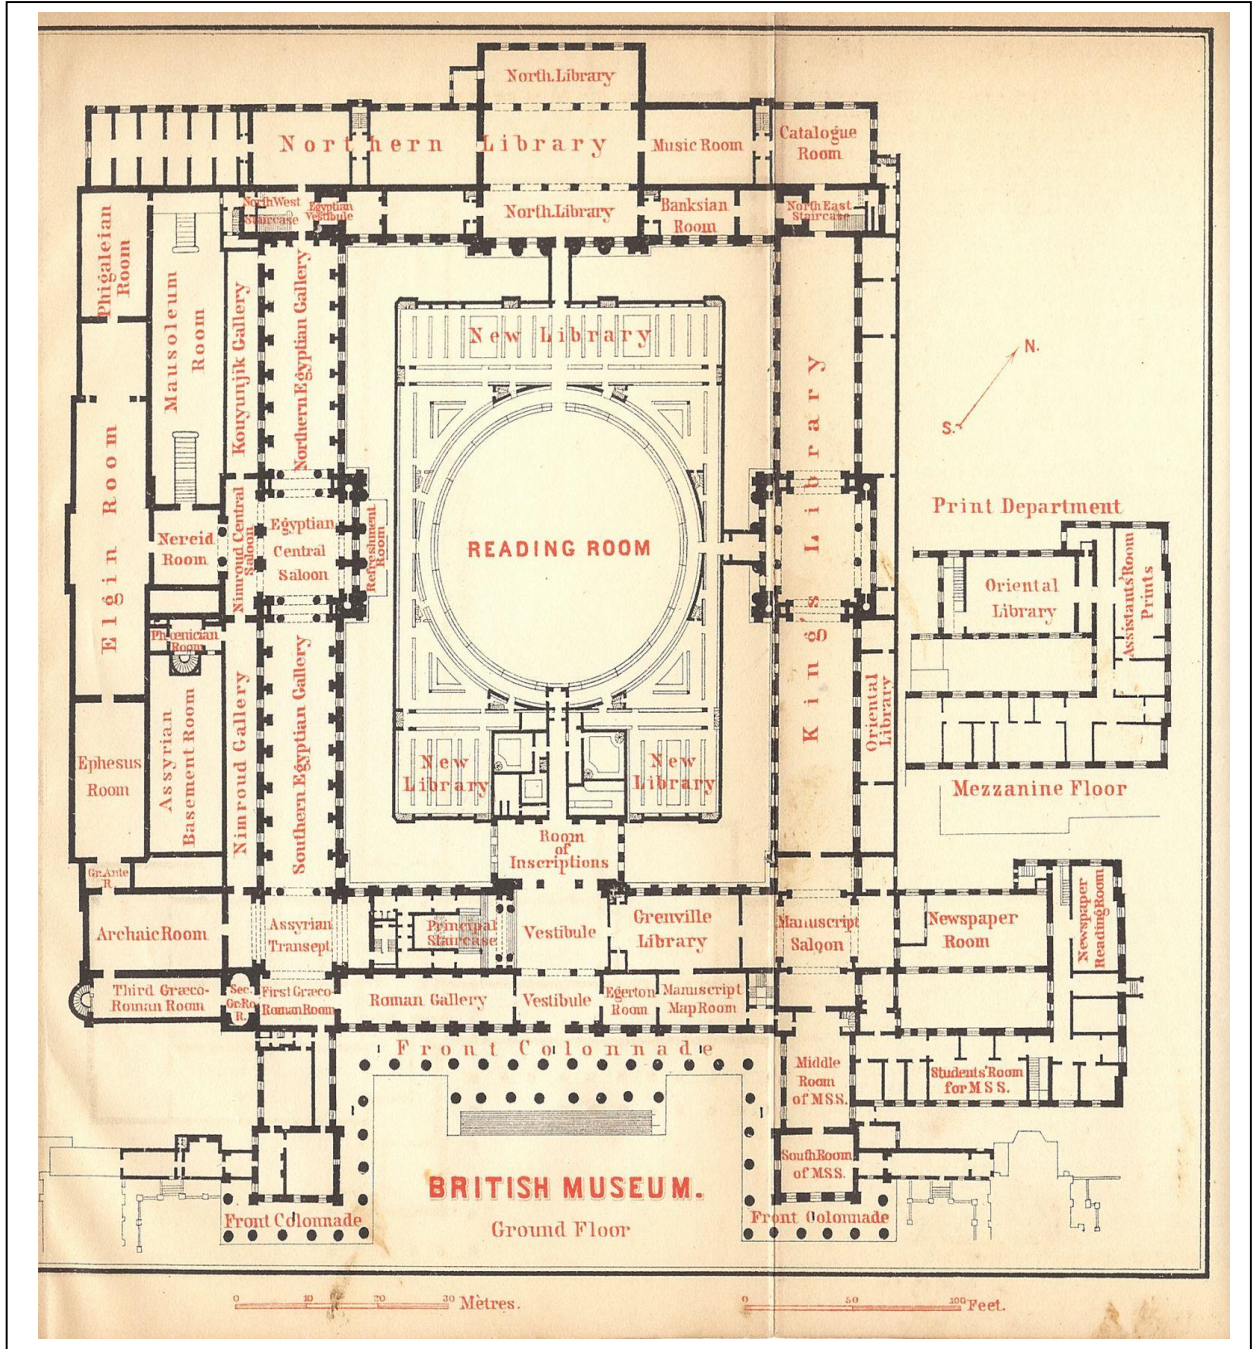 North.Library
Northern Library
Music Room
Catalogue
Room
North West
Staircase
Egyptian
Vestibule
North.Library
Banksian
Room
North East
Staircase
Phigaleian
Room
Mausoleum
Room
Kouyunjik Gallery
Northern Egyptian Gallery
New Library
King's Library
N.
S.
Elgin Room
Nereid
Room
Nimroud Central
Saloon
Egyptian
Central
Saloon
Refreshment
Room
READING ROOM
Print Department
Oriental
Library
Assistants' Room
Prints
Phœnician
Room
Assyrian
Basement Room
Nimroud Gallery
Southern Egyptian Gallery
Oriental
Library
Ephesus
Room
New
Library
New
Library
Mezzanine Floor
Room
of
Inscriptions
Gr. Ante
R.
Archaic Room
Assyrian
Transept
Principal
Staircase
Vestibule
Grenville
Library
Manuscript
Saloon
Newspaper
Room
Newspaper
Reading Room
Third Græco-
Roman Room
Sec.
Gr.Ro.
R.
First Græco
Roman Room
Roman Gallery
Vestibule
Egerton
Room
Manuscript
Map Room
Front Colonnade
Middle
Room
of MSS.
Students' Room
for MSS.
South Room
of MSS.
BRITISH MUSEUM.
Ground Floor
Front Colonnade
Front Colonnade
0 10 20 30 Mètres.
0 50 100 Feet.